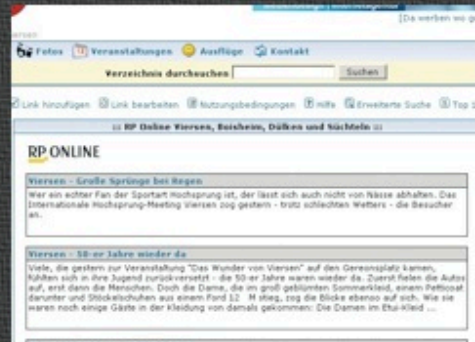 [Da werben wo g
ersen
Fotos Veranstaltungen Ausflüge Kontakt
Verzeichnis durchsuchen Suchen
Link hinzufügen Link bearbeiten Nutzungsbedingungen Hilfe Erweiterte Suche Top
::: RP Online Viersen, Boisheim, Dülken und Süchteln :::
RP ONLINE
Viersen - Große Sprünge bei Regen
Wer ein echter Fan der Sportart Hochsprung ist, der lässt sich auch nicht von Nässe abhalten. Das
Internationale Hochsprung-Meeting Viersen zog gestern - trotz schlechten Wetters - die Besucher
an.
Viersen - 50-er Jahre wieder da
Viele, die gestern zur Veranstaltung "Das Wunder von Viersen" auf den Gereonsplatz kamen,
fühlten sich in ihre Jugend zurückversetzt - die 50-er Jahre waren wieder da. Zuerst fielen die Autos
auf, erst dann die Menschen. Doch die Dame, die im groß geblümten Sommerkleid, einem Petticoat
darunter und Stöckelschuhen aus einem Ford 12 M stieg, zog die Blicke ebenso auf sich. Wie sie
waren noch einige Gäste in der Kleidung von damals gekommen: Die Damen im Etui-Kleid ...